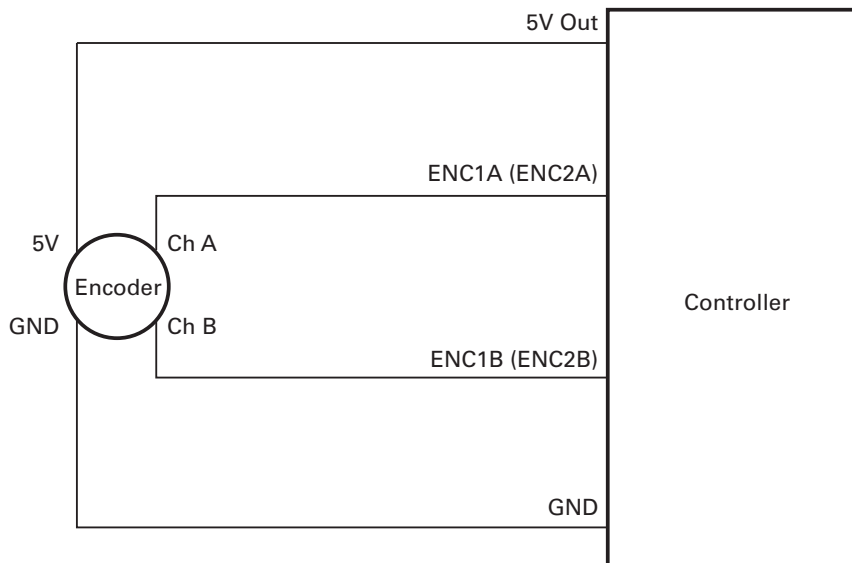 5V Out
ENC1A (ENC2A)
5V
Ch A
Encoder
Controller
GND
Ch B
ENC1B (ENC2B)
GND